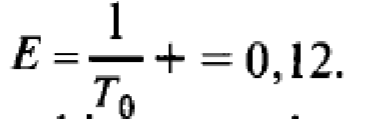 E = 1/T₀ + = 0,12.